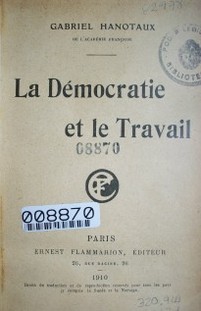 GABRIEL HANOTAUX
DE L'ACADÉMIE FRANÇAISE
La Démocratie
et le Travail
08870
008870
PARIS
ERNEST FLAMMARION, ÉDITEUR
26, RUE RACINE, 26
1910